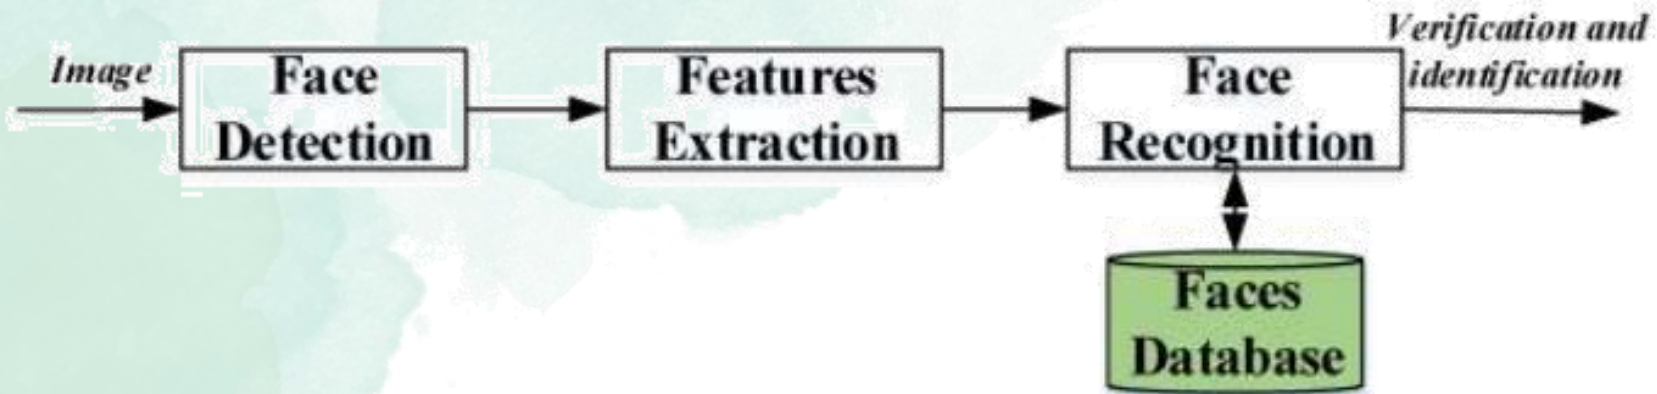 Image
Face
Detection
Features
Extraction
Face
Recognition
Verification and
identification
Faces
Database